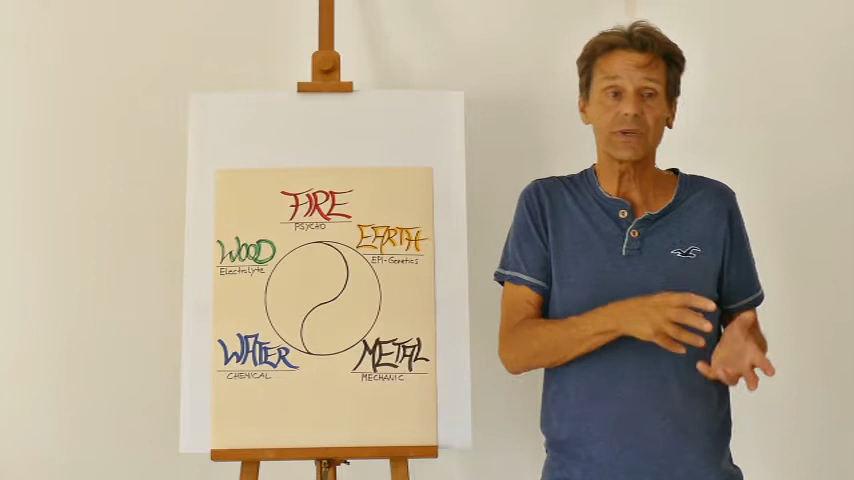 FIRE
PSYCHO
WOOD
Electrolyte
EARTH
EPI-Genetics
WATER
CHEMICAL
METAL
MECHANIC